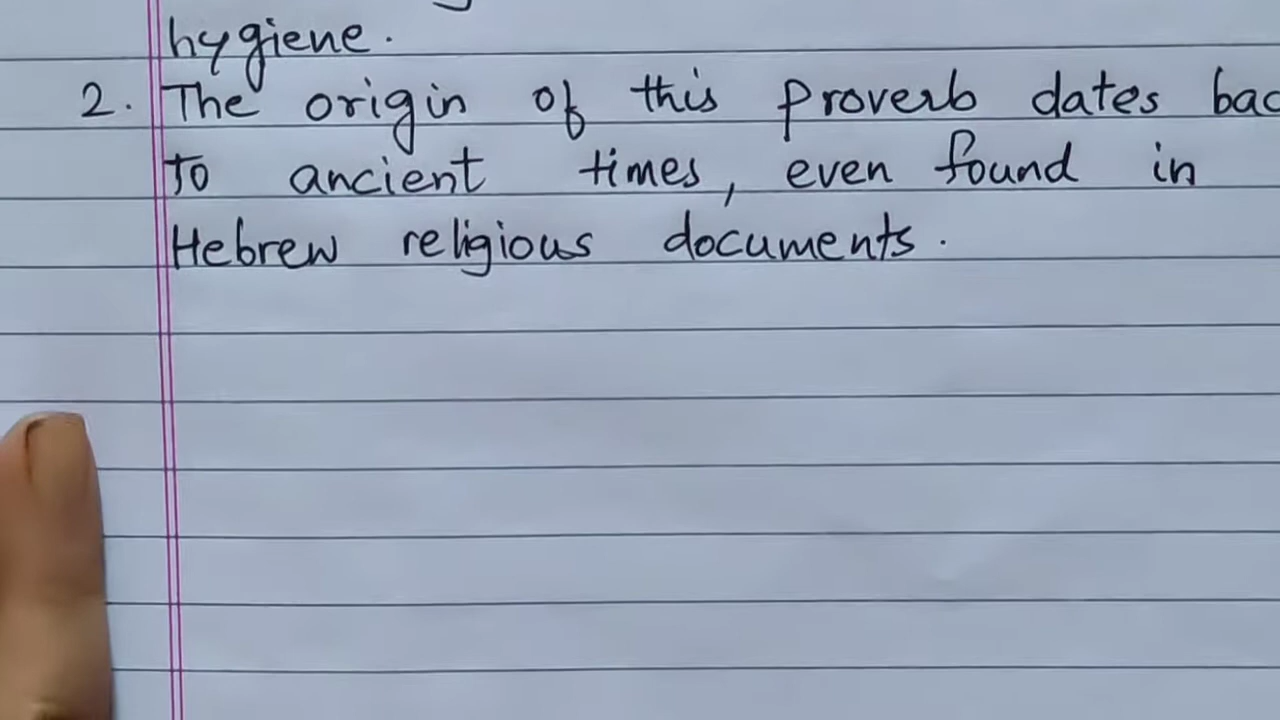 hygiene.
2. The origin of this proverb dates bac
To ancient times, even found in
Hebrew religious documents.